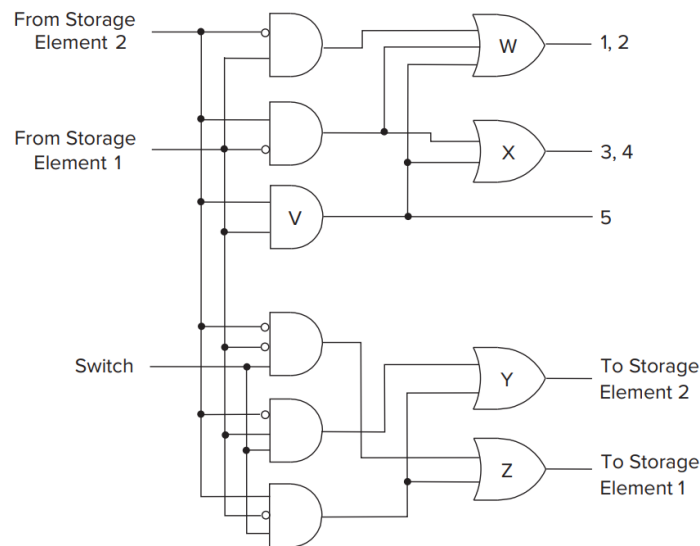 From Storage
Element 2
W
1, 2
From Storage
Element 1
X
3, 4
V
5
Switch
Y
To Storage
Element 2
Z
To Storage
Element 1